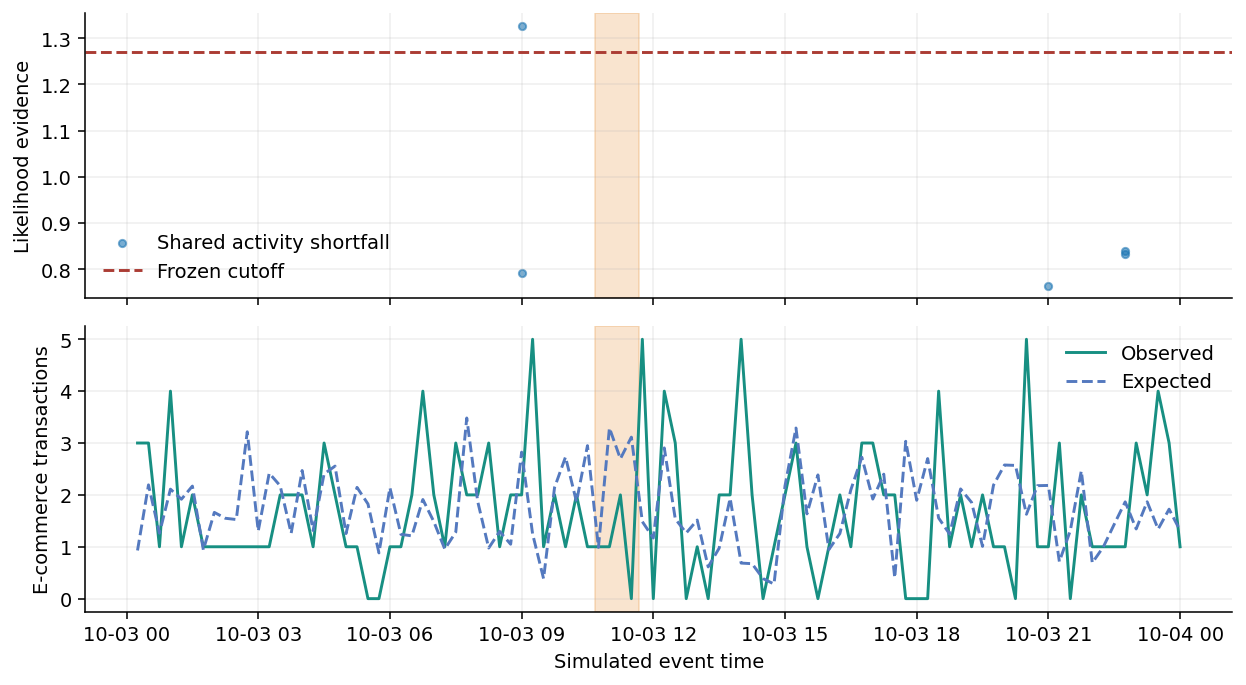 Likelihood evidence
1.3
1.2
1.1
1.0
0.9
0.8
Shared activity shortfall
Frozen cutoff
E-commerce transactions
5
4
3
2
1
0
Observed
Expected
10-03 00 10-03 03 10-03 06 10-03 09 10-03 12 10-03 15 10-03 18 10-03 21 10-04 00
Simulated event time